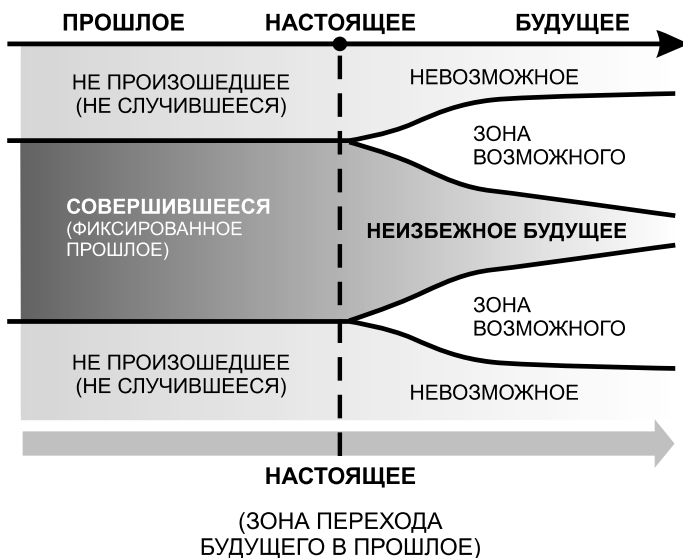 ПРОШЛОЕ НАСТОЯЩЕЕ БУДУЩЕЕ
НЕ ПРОИЗОШЕДШЕЕ
(НЕ СЛУЧИВШЕЕСЯ)
НЕВОЗМОЖНОЕ
ЗОНА
ВОЗМОЖНОГО
СОВЕРШИВШЕЕСЯ
(ФИКСИРОВАННОЕ
ПРОШЛОЕ)
НЕИЗБЕЖНОЕ БУДУЩЕЕ
ЗОНА
ВОЗМОЖНОГО
НЕ ПРОИЗОШЕДШЕЕ
(НЕ СЛУЧИВШЕЕСЯ)
НЕВОЗМОЖНОЕ
НАСТОЯЩЕЕ
(ЗОНА ПЕРЕХОДА
БУДУЩЕГО В ПРОШЛОЕ)